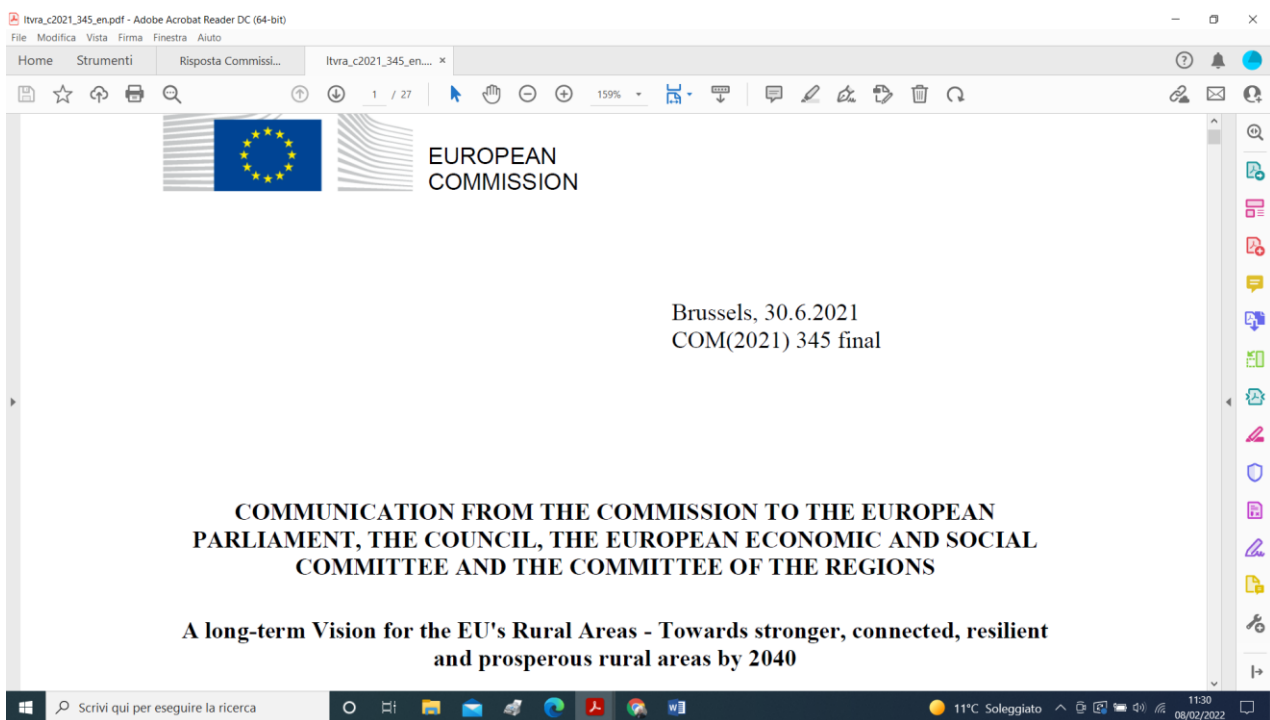 ltvra_c2021_345_en.pdf - Adobe Acrobat Reader DC (64-bit)
File Modifica Vista Firma Finestra Aiuto
Home Strumenti Risposta Commissi... ltvra_c2021_345_en.... ×
1 / 27 159%
EUROPEAN
COMMISSION
Brussels, 30.6.2021
COM(2021) 345 final
COMMUNICATION FROM THE COMMISSION TO THE EUROPEAN
PARLIAMENT, THE COUNCIL, THE EUROPEAN ECONOMIC AND SOCIAL
COMMITTEE AND THE COMMITTEE OF THE REGIONS
A long-term Vision for the EU's Rural Areas - Towards stronger, connected, resilient
and prosperous rural areas by 2040
Scrivi qui per eseguire la ricerca
11°C Soleggiato
11:30
08/02/2022